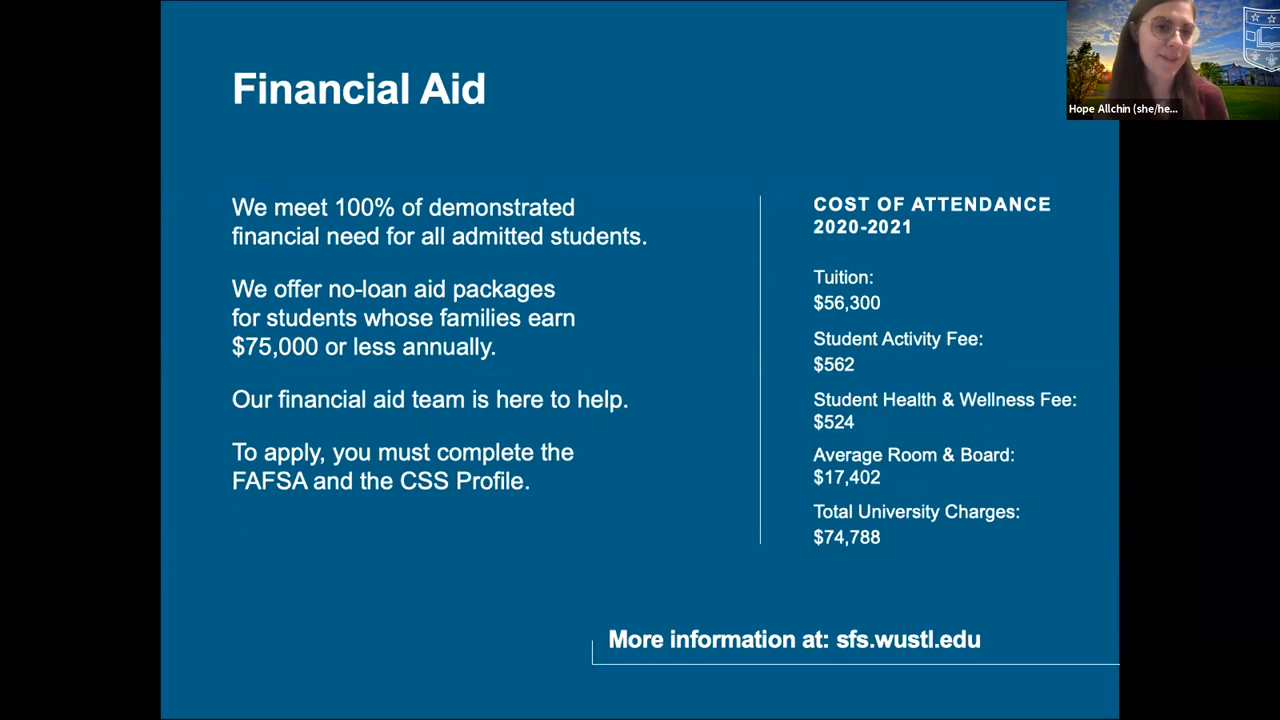 Financial Aid
Hope Allchin (she/he...
We meet 100% of demonstrated
financial need for all admitted students.
We offer no-loan aid packages
for students whose families earn
$75,000 or less annually.
Our financial aid team is here to help.
To apply, you must complete the
FAFSA and the CSS Profile.
COST OF ATTENDANCE
2020-2021
Tuition:
$56,300
Student Activity Fee:
$562
Student Health & Wellness Fee:
$524
Average Room & Board:
$17,402
Total University Charges:
$74,788
More information at: sfs.wustl.edu